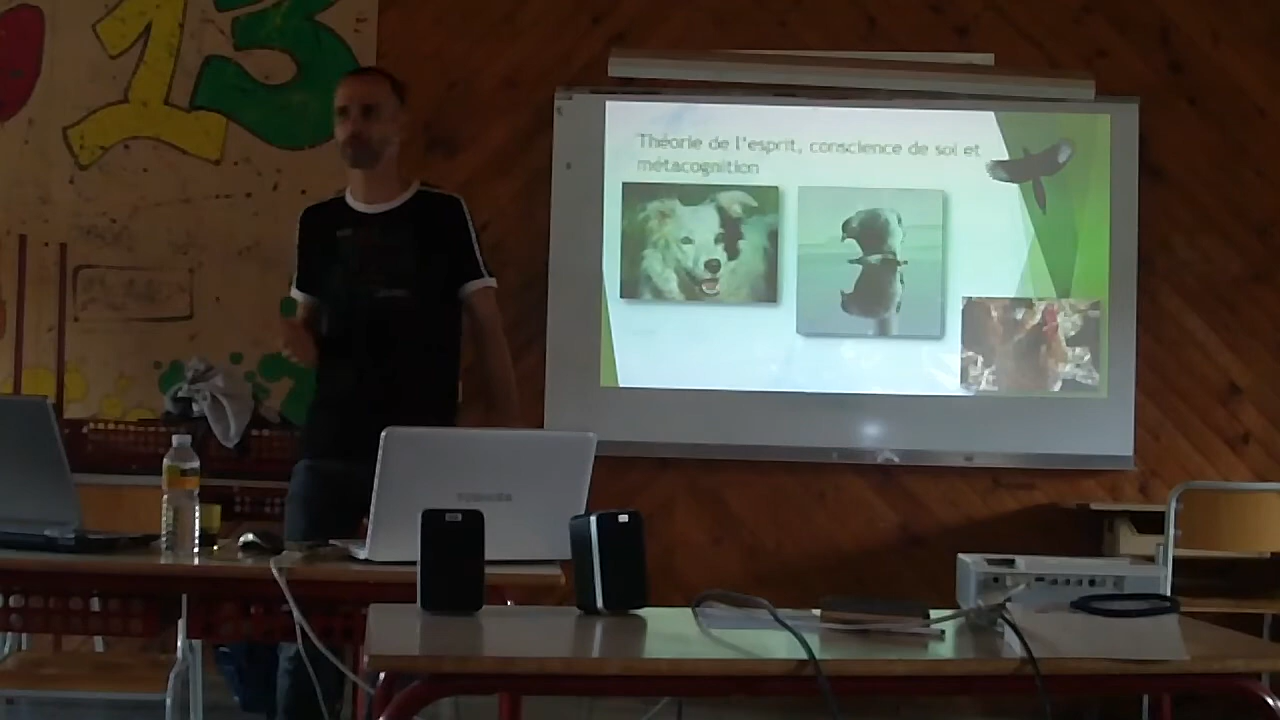 13
Théorie de l'esprit, conscience de soi et
métacognition
TOSHIBA